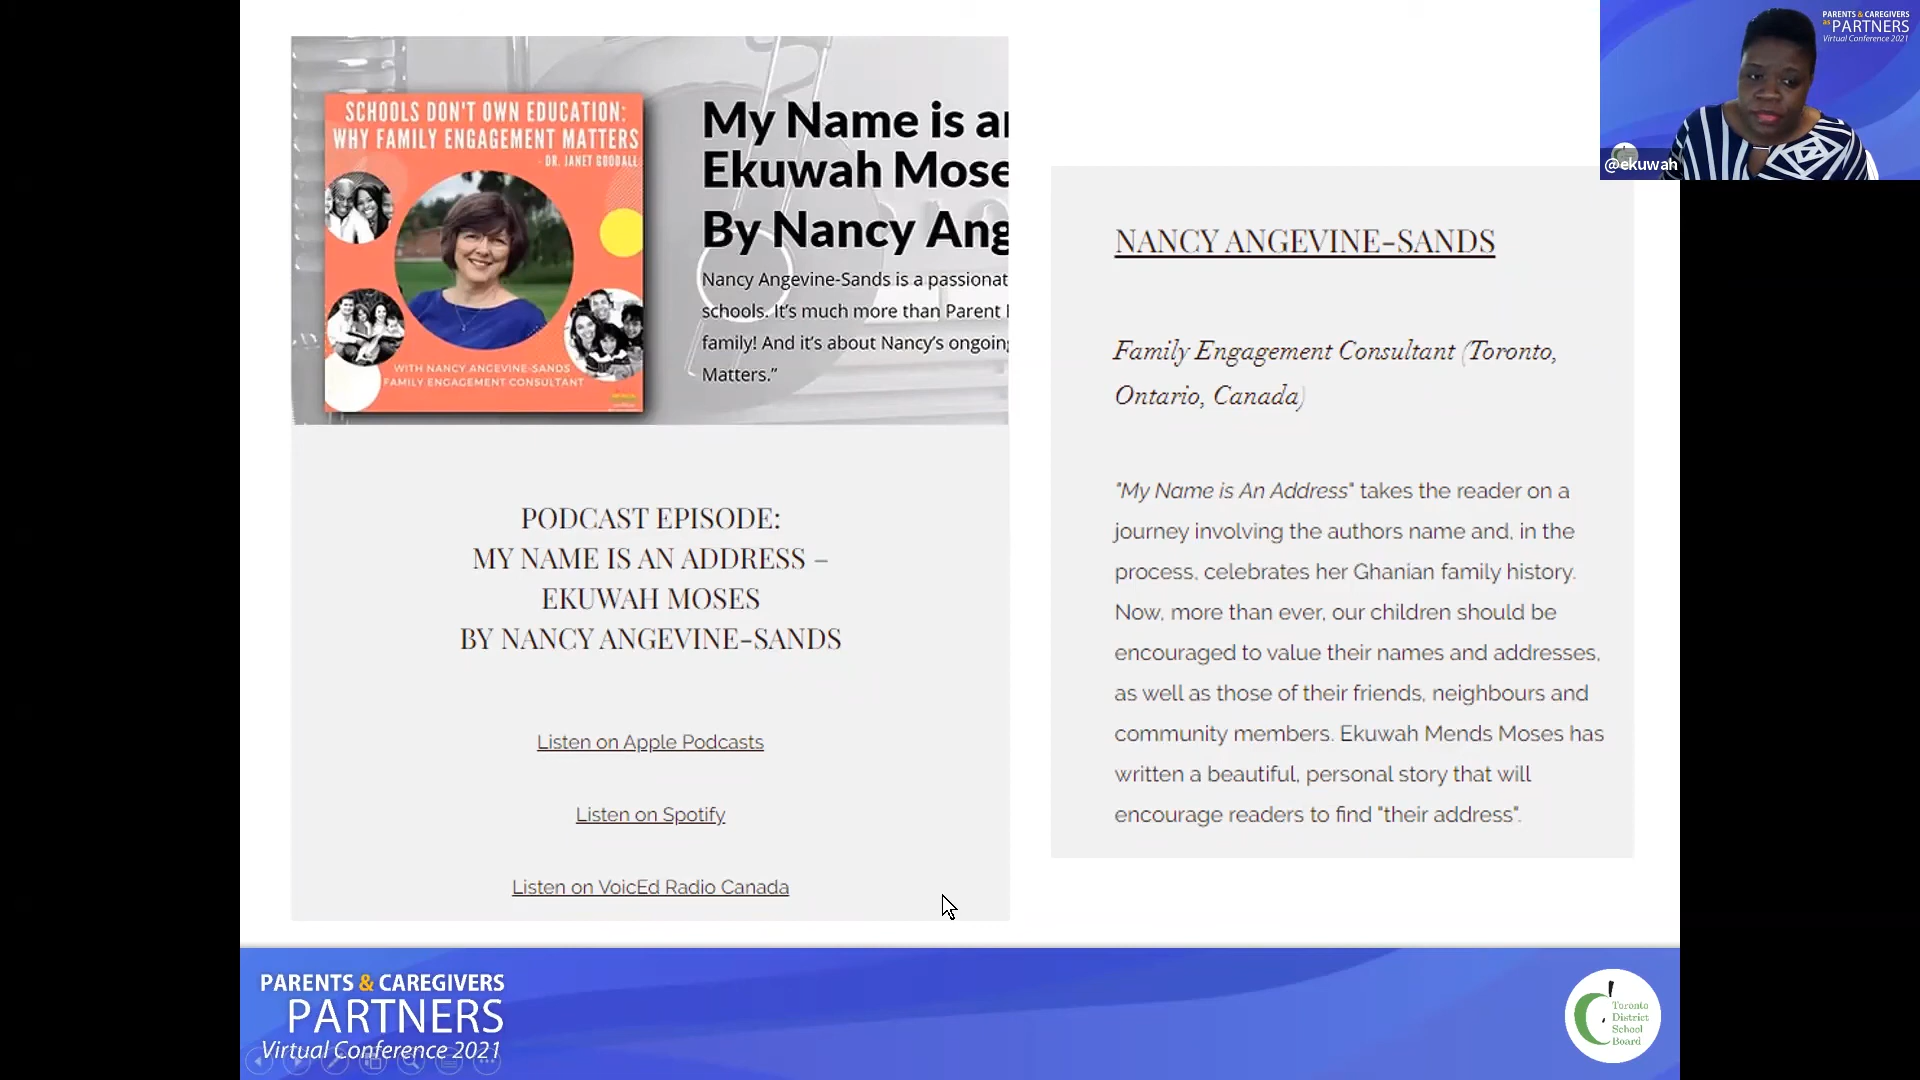 SCHOOLS DON'T OWN EDUCATION:
WHY FAMILY ENGAGEMENT MATTERS
- DR. JANET GOODALL
WITH NANCY ANGEVINE-SANDS
FAMILY ENGAGEMENT CONSULTANT
My Name is an
Ekuwah Mose
By Nancy Ang
Nancy Angevine-Sands is a passionat
schools. It's much more than Parent
family! And it's about Nancy's ongoing
Matters."
PODCAST EPISODE:
MY NAME IS AN ADDRESS –
EKUWAH MOSES
BY NANCY ANGEVINE-SANDS
Listen on Apple Podcasts
Listen on Spotify
Listen on VoicEd Radio Canada
NANCY ANGEVINE-SANDS
Family Engagement Consultant (Toronto,
Ontario, Canada)
"My Name is An Address" takes the reader on a
journey involving the authors name and, in the
process, celebrates her Ghanian family history.
Now, more than ever, our children should be
encouraged to value their names and addresses,
as well as those of their friends, neighbours and
community members. Ekuwah Mends Moses has
written a beautiful, personal story that will
encourage readers to find "their address".
PARENTS & CAREGIVERS
as PARTNERS
Virtual Conference 2021
@ekuwah
PARENTS & CAREGIVERS
PARTNERS
Virtual Conference 2021
Toronto
District
School
Board